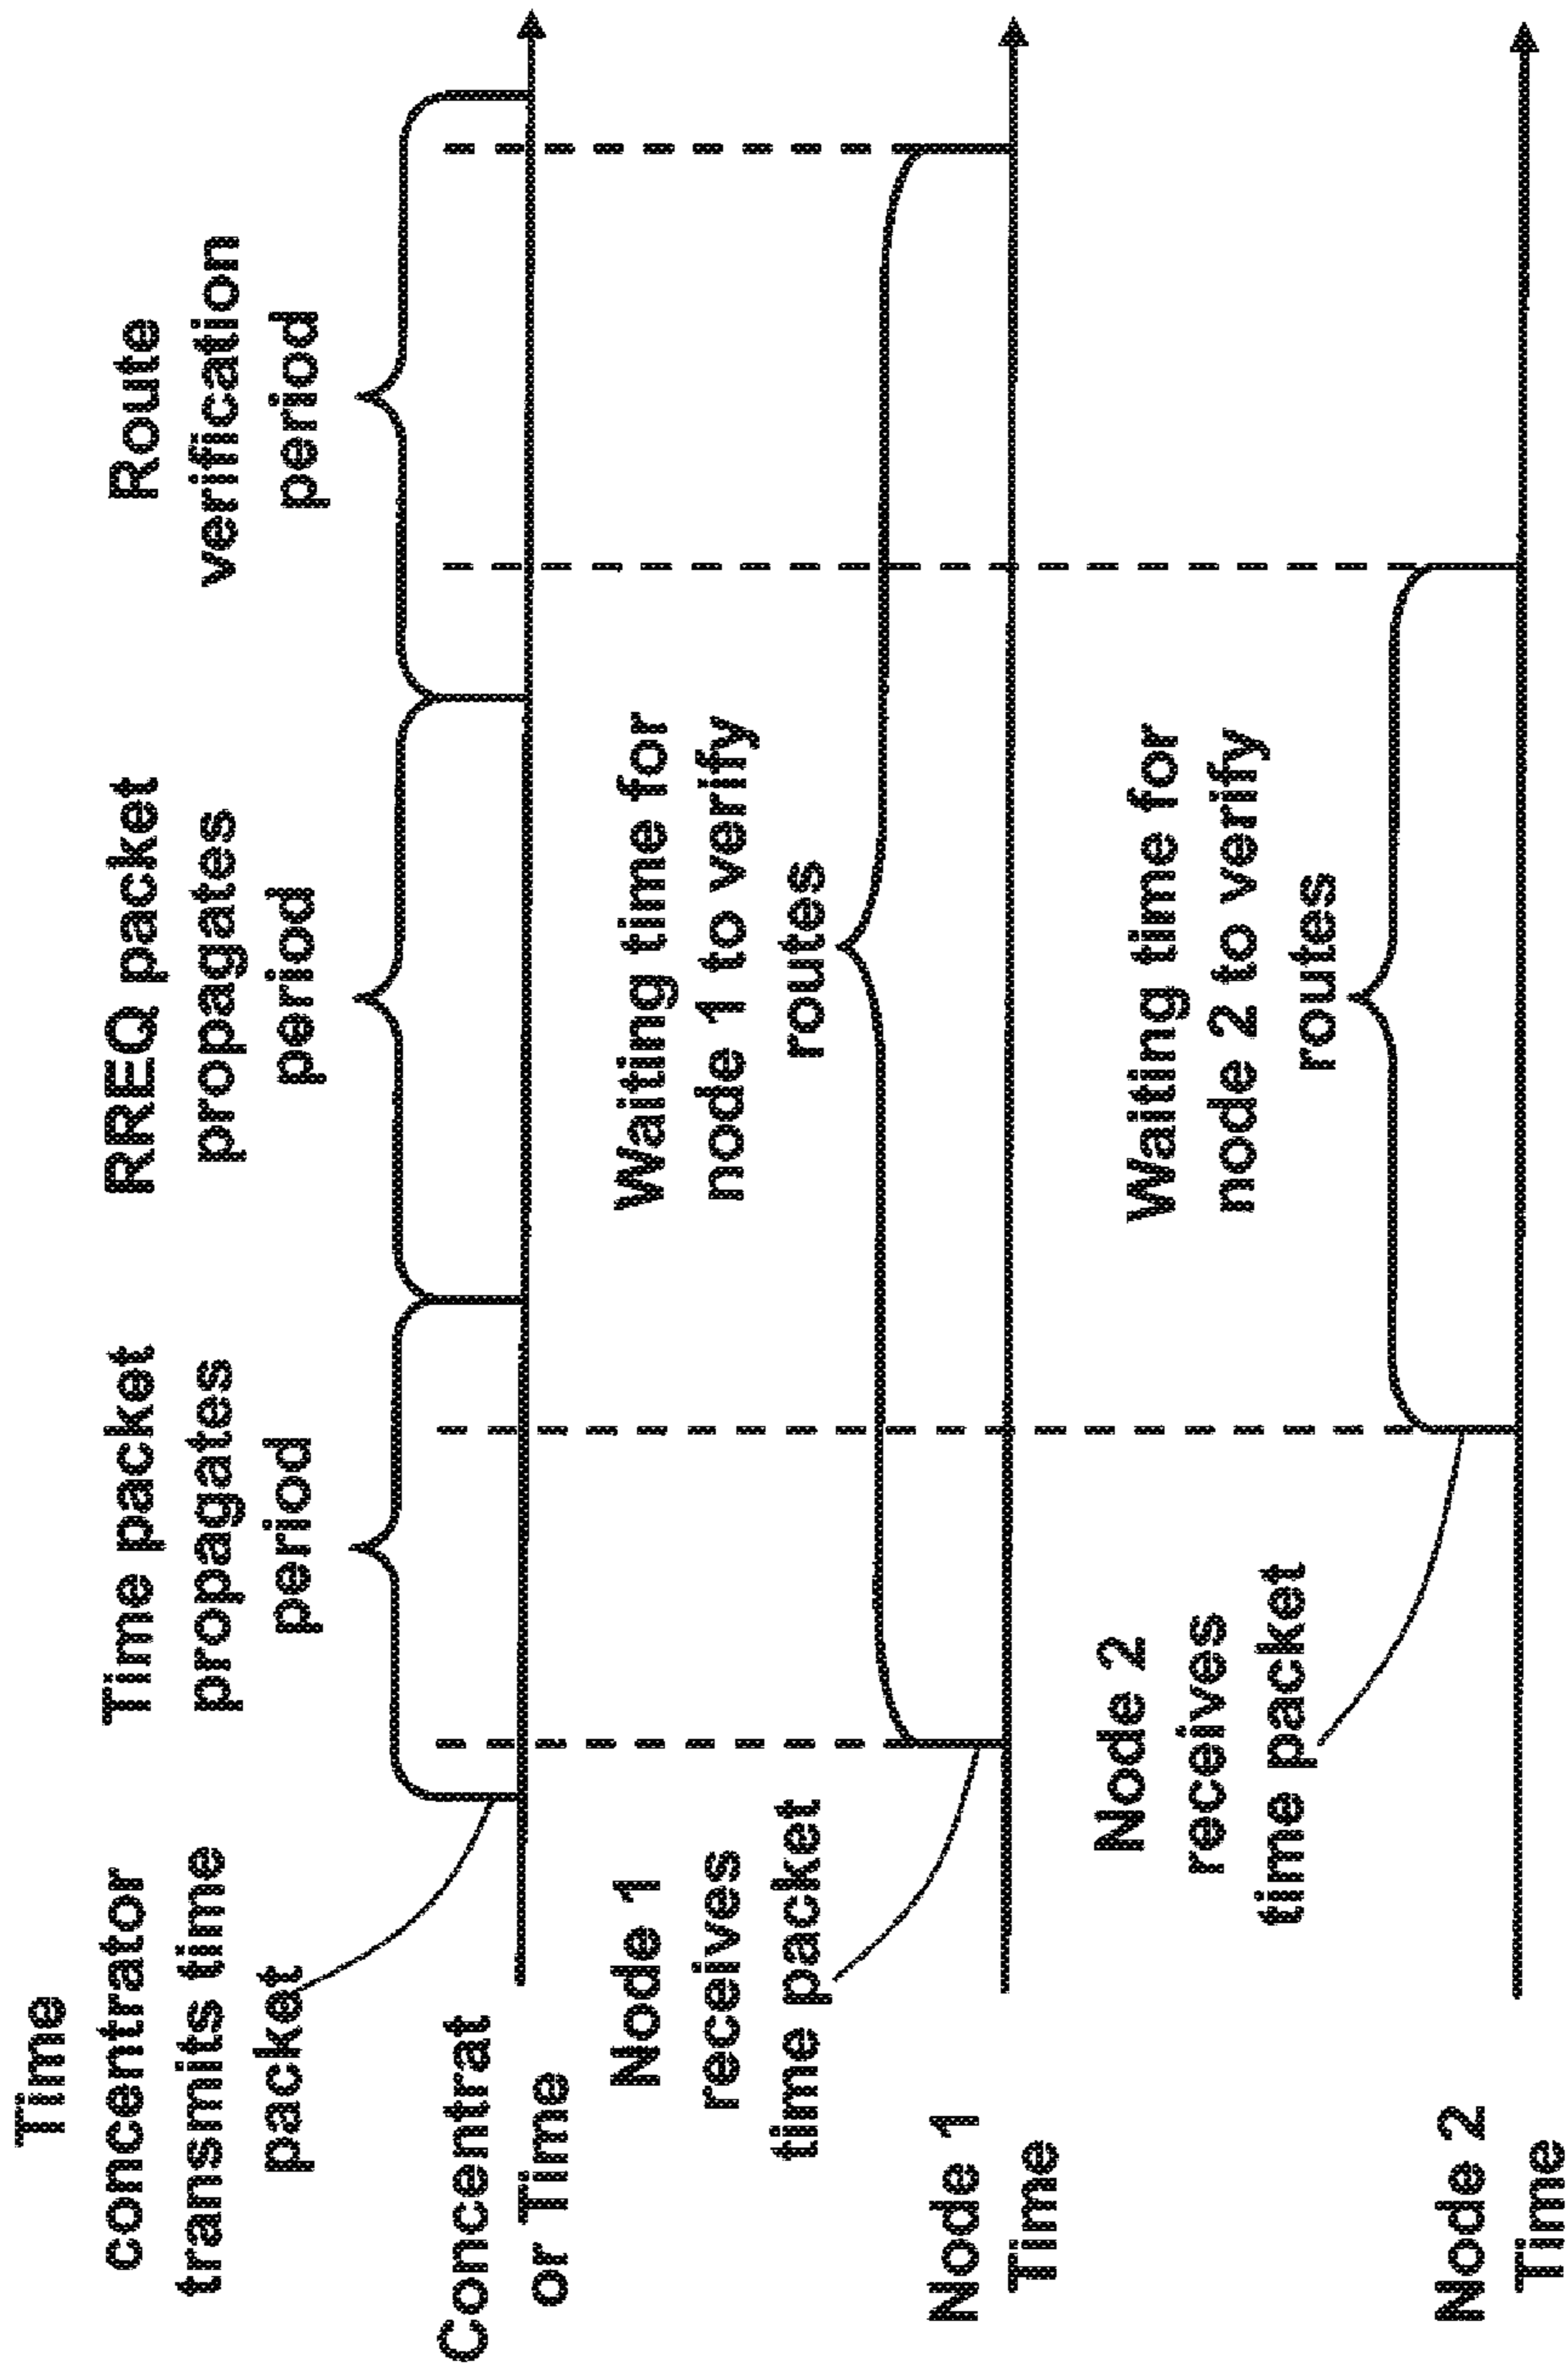 Time
concentrator
transmits time
packet
Time packet
propagates
period
RREQ packet
propagates
period
Route
verification
period
Concentrat
or Time
Node 1
receives
time packet
Waiting time for
node 1 to verify
routes
Node 1
Time
Node 2
receives
time packet
Waiting time for
node 2 to verify
routes
Node 2
Time